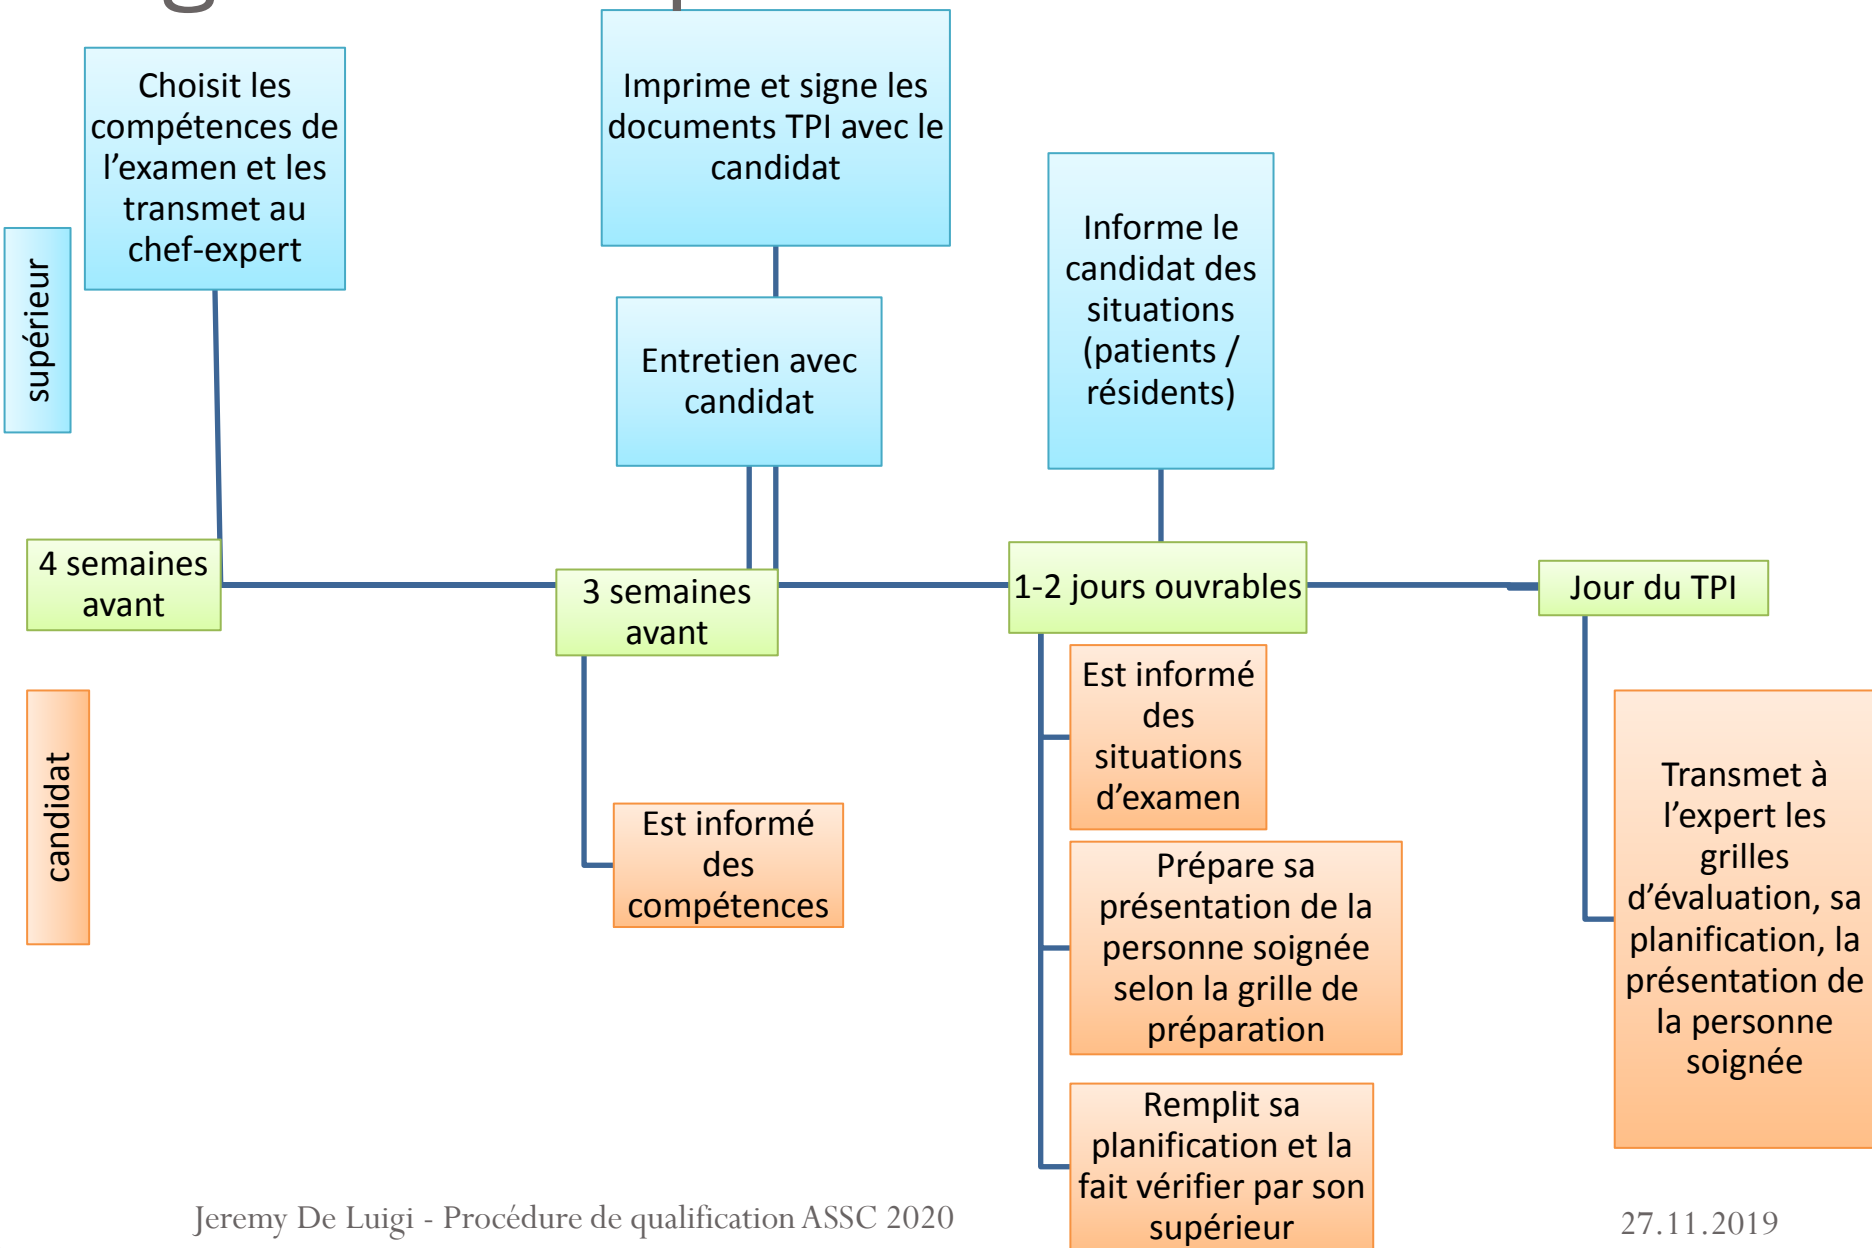 Choisit les
compétences de
l'examen et les
transmet au
chef-expert
Imprime et signe les
documents TPI avec le
candidat
Informe le
candidat des
situations
(patients /
résidents)
supérieur
Entretien avec
candidat
4 semaines
avant
3 semaines
avant
1-2 jours ouvrables
Jour du TPI
candidat
Est informé
des
compétences
Est informé
des
situations
d'examen
Prépare sa
présentation de la
personne soignée
selon la grille de
préparation
Remplit sa
planification et la
fait vérifier par son
supérieur
Transmet à
l'expert les
grilles
d'évaluation, sa
planification, la
présentation de
la personne
soignée
Jeremy De Luigi - Procédure de qualification ASSC 2020
27.11.2019